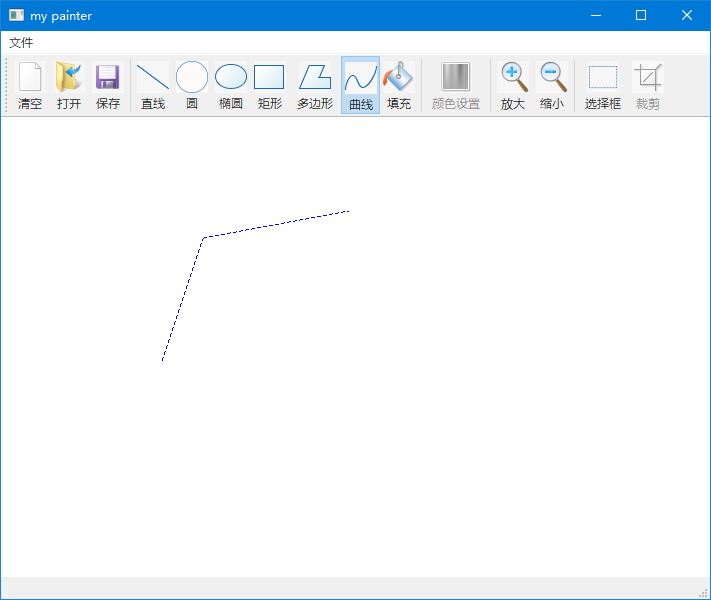 my painter
文件
清空 打开 保存 直线 圆 椭圆 矩形 多边形 曲线 填充 颜色设置 放大 缩小 选择框 裁剪